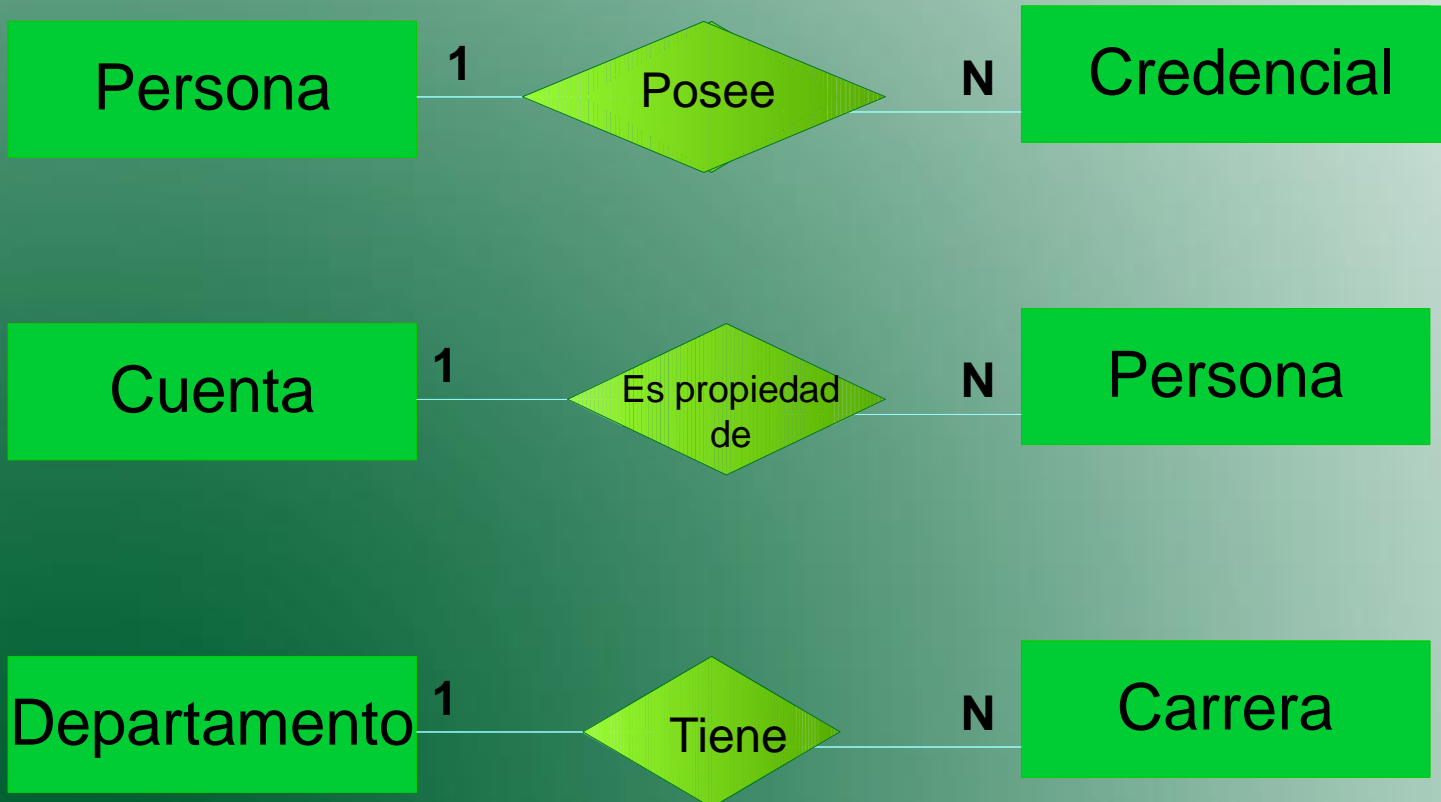 Persona 1 Posee N Credencial
Cuenta 1 Es propiedad de N Persona
Departamento 1 Tiene N Carrera